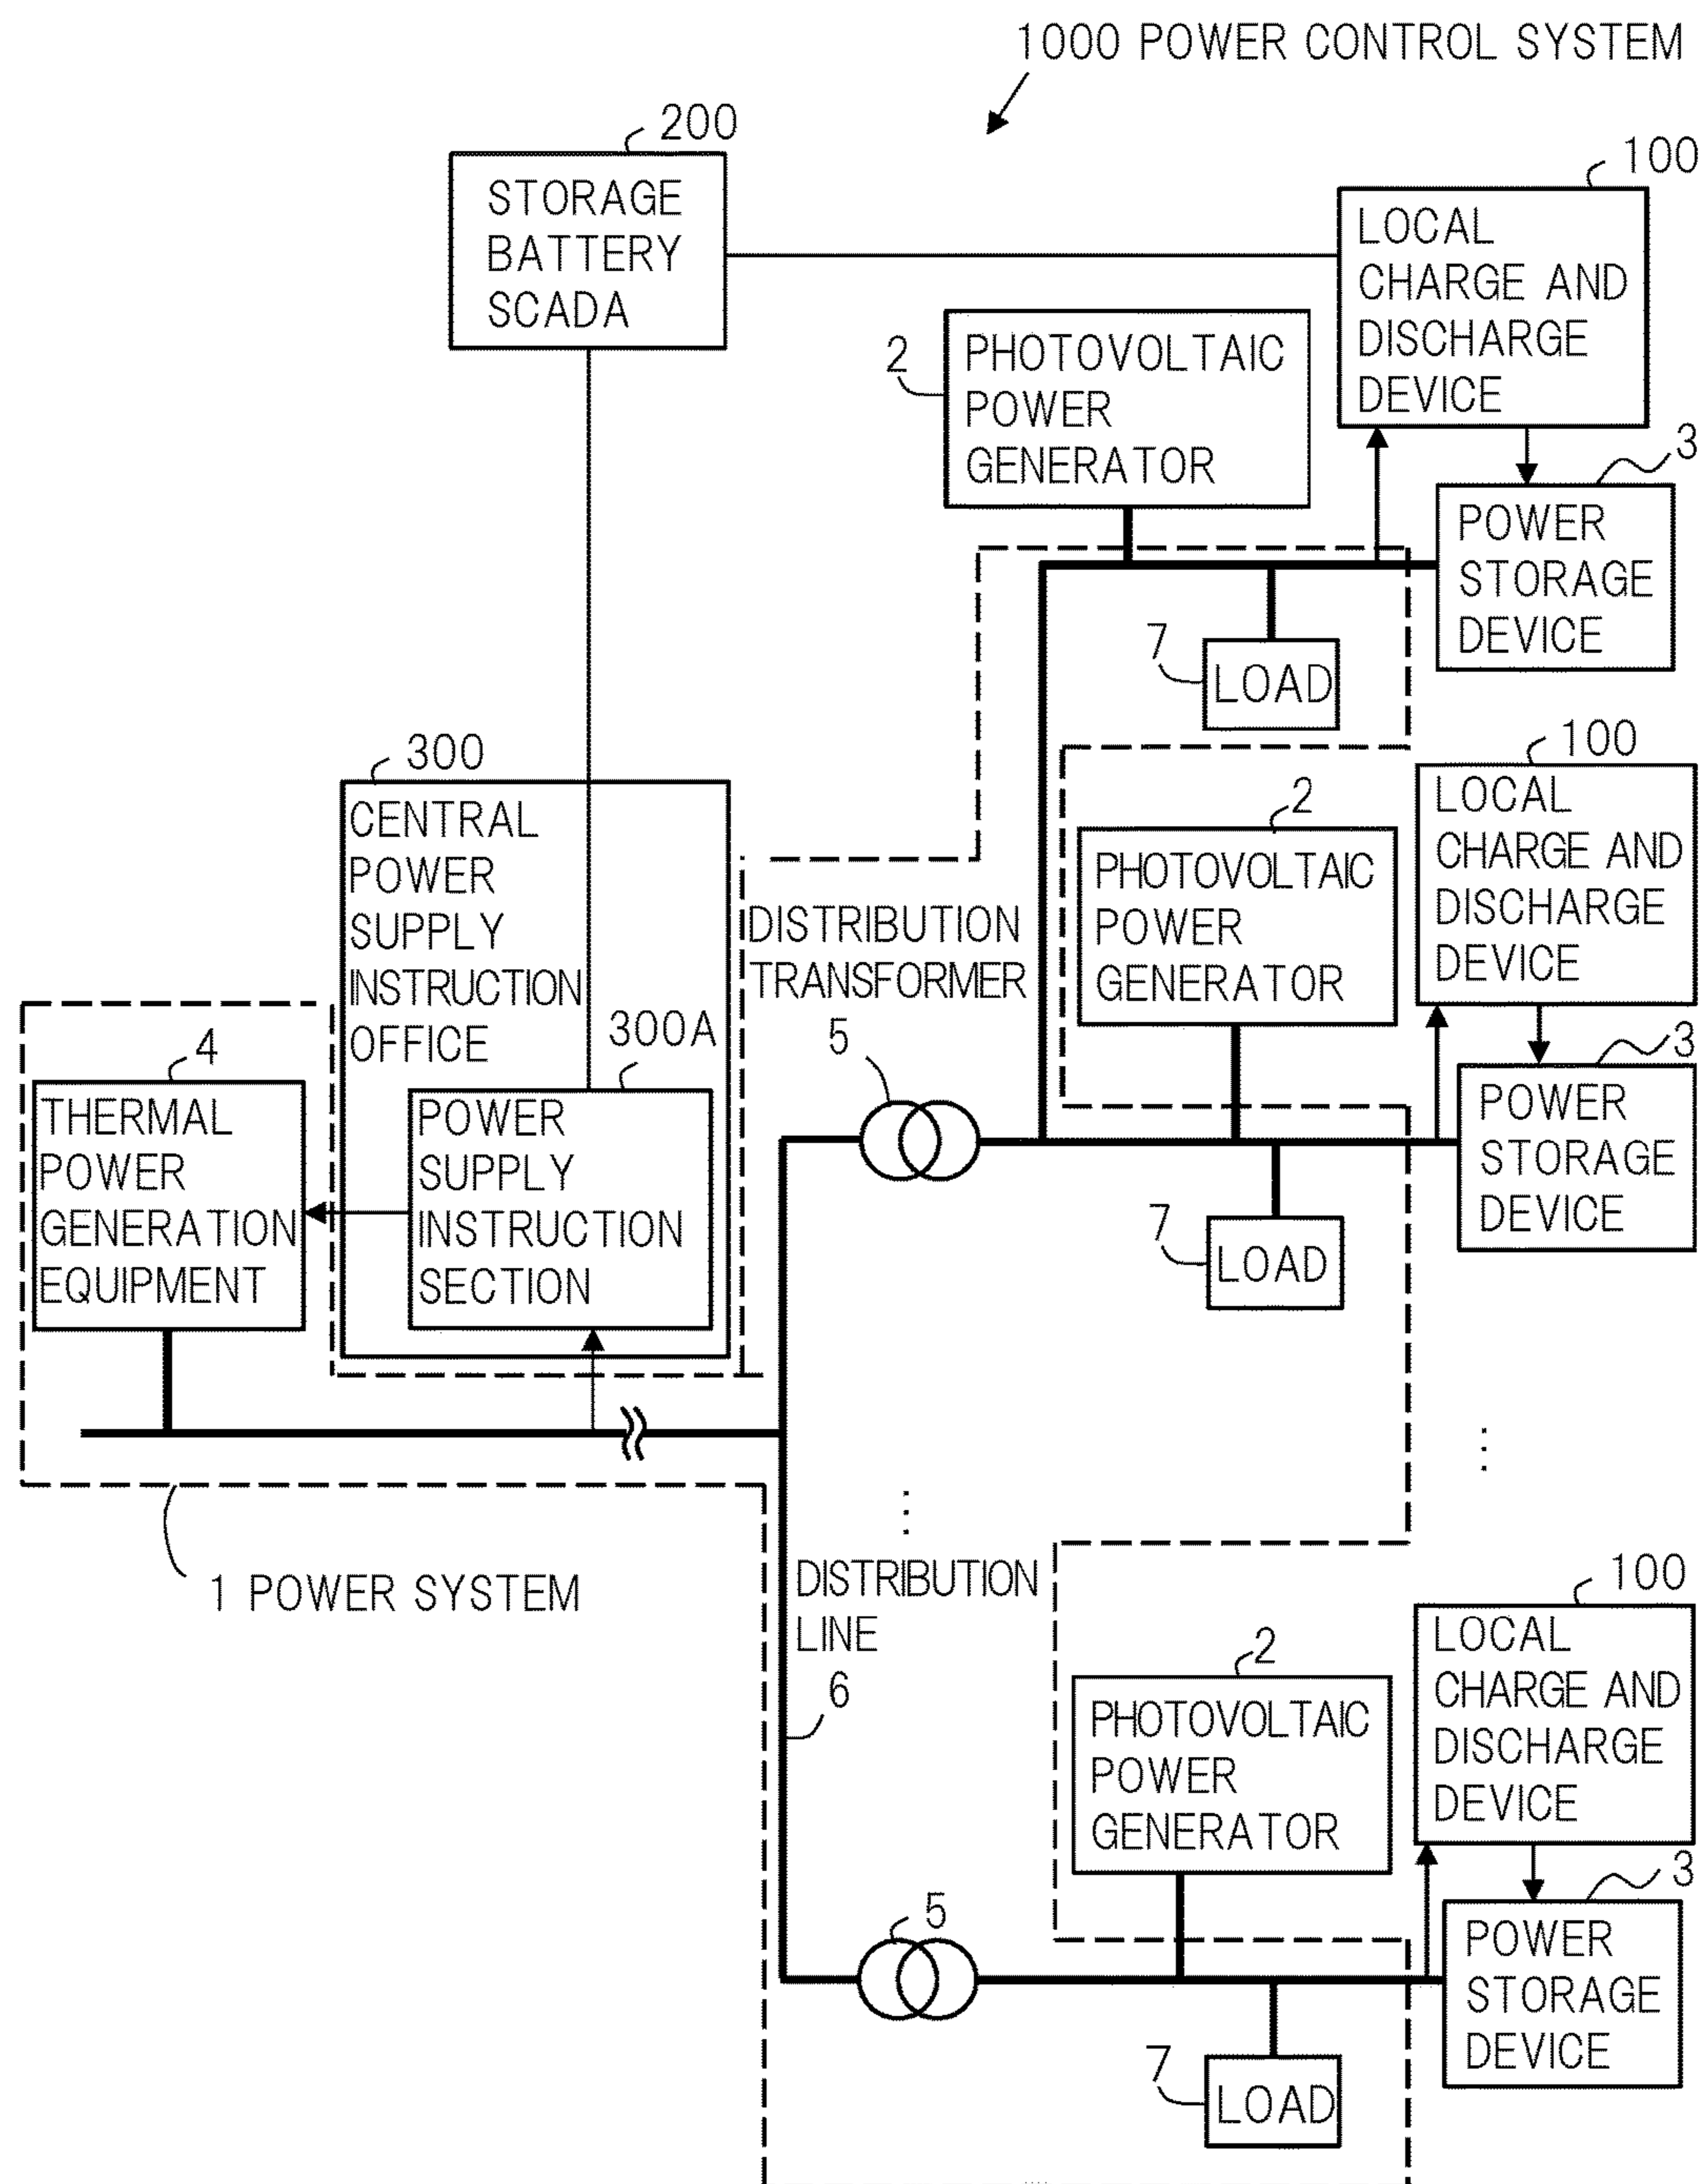 1000 POWER CONTROL SYSTEM
200
STORAGE
BATTERY
SCADA
100
LOCAL
CHARGE AND
DISCHARGE
DEVICE
2
PHOTOVOLTAIC
POWER
GENERATOR
3
POWER
STORAGE
DEVICE
7
LOAD
300
CENTRAL
POWER
SUPPLY
INSTRUCTION
OFFICE
300A
POWER
SUPPLY
INSTRUCTION
SECTION
4
THERMAL
POWER
GENERATION
EQUIPMENT
DISTRIBUTION
TRANSFORMER
5
2
PHOTOVOLTAIC
POWER
GENERATOR
100
LOCAL
CHARGE AND
DISCHARGE
DEVICE
3
POWER
STORAGE
DEVICE
7
LOAD
1 POWER SYSTEM
DISTRIBUTION
LINE
6
2
PHOTOVOLTAIC
POWER
GENERATOR
100
LOCAL
CHARGE AND
DISCHARGE
DEVICE
3
POWER
STORAGE
DEVICE
5
7
LOAD